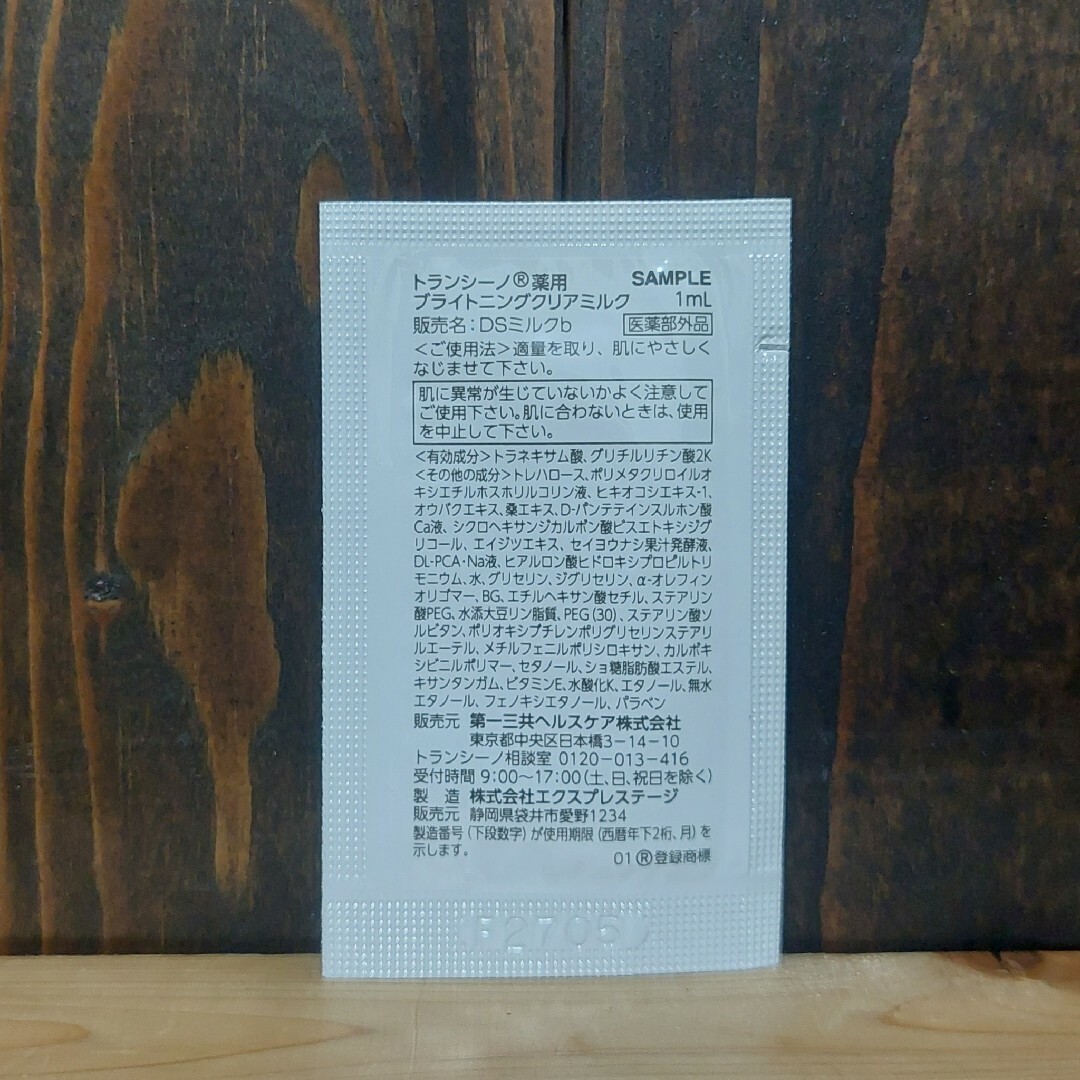 トランシーノ®薬用 SAMPLE
ブライトニングクリアミルク 1mL
販売名：DSミルクb 医薬部外品
＜ご使用法＞適量を取り、肌にやさしく
なじませて下さい。
肌に異常が生じていないかよく注意して
ご使用下さい。肌に合わないときは、使用
を中止して下さい。
＜有効成分＞トラネキサム酸、グリチルリチン酸2K
＜その他の成分＞トレハロース、ポリメタクリロイルオ
キシエチルホスホリルコリン液、ヒキオコシエキス-1、
オウバクエキス、桑エキス、D-パンテテインスルホン酸
Ca液、シクロヘキサンジカルボン酸ビスエトキシジグ
リコール、エイジツエキス、セイヨウナシ果汁発酵液、
DL-PCA・Na液、ヒアルロン酸ヒドロキシプロピルトリ
モニウム、水、グリセリン、ジグリセリン、α-オレフィン
オリゴマー、BG、エチルヘキサン酸セチル、ステアリン
酸PEG、水添大豆リン脂質、PEG（30）、ステアリン酸ソ
ルビタン、ポリオキシブチレンポリグリセリンステアリ
ルエーテル、メチルフェニルポリシロキサン、カルボキ
シビニルポリマー、セタノール、ショ糖脂肪酸エステル、
キサンタンガム、ビタミンE、水酸化K、エタノール、無水
エタノール、フェノキシエタノール、パラベン
販売元 第一三共ヘルスケア株式会社
東京都中央区日本橋3-14-10
トランシーノ相談室 0120-013-416
受付時間 9:00～17:00（土、日、祝日を除く）
製 造 株式会社エクスプレステージ
販売元 静岡県袋井市愛野1234
製造番号（下段数字）が使用期限（西暦年下2桁、月）を
示します。 01 ®登録商標
2705